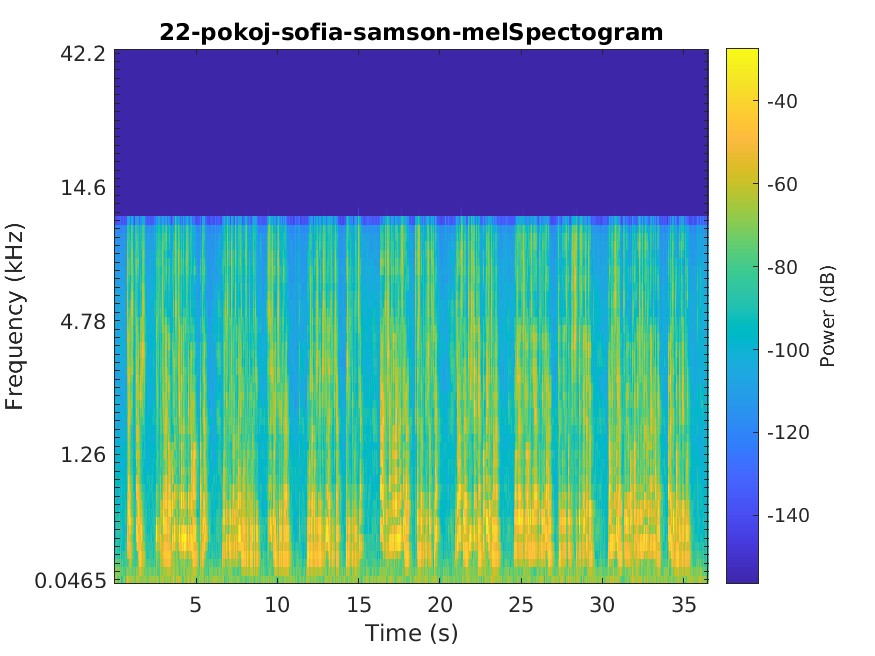 22-pokoj-sofia-samson-melSpectogram
42.2
14.6
4.78
1.26
0.0465
Frequency (kHz)
5 10 15 20 25 30 35
Time (s)
-40
-60
-80
-100
-120
-140
Power (dB)